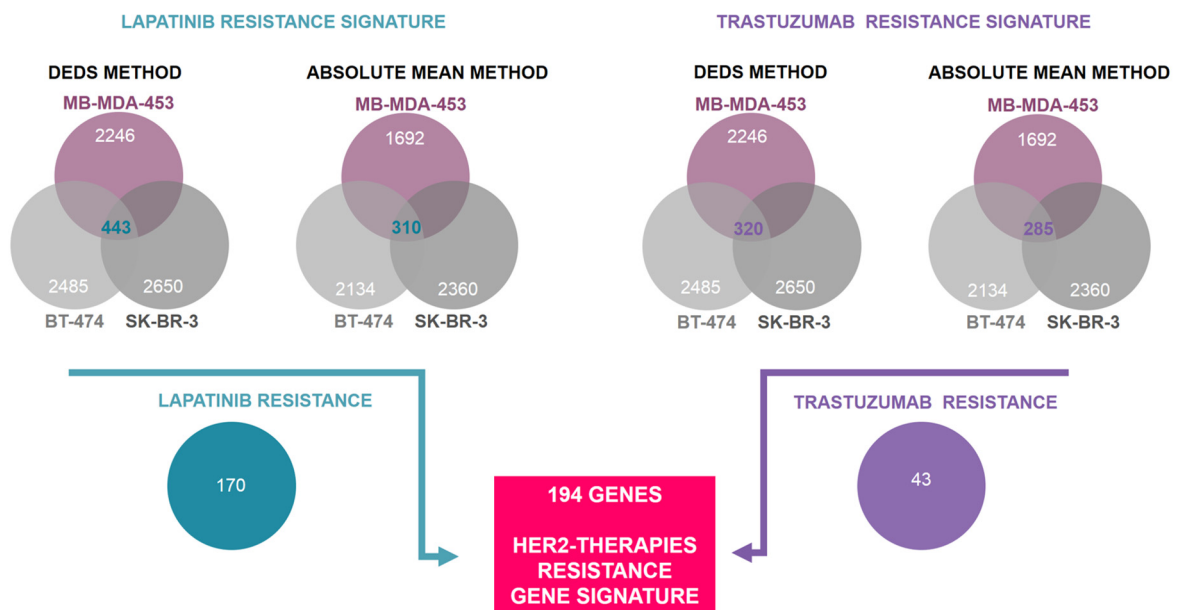 LAPATINIB RESISTANCE SIGNATURE
TRASTUZUMAB RESISTANCE SIGNATURE
DEDS METHOD
ABSOLUTE MEAN METHOD
DEDS METHOD
ABSOLUTE MEAN METHOD
MB-MDA-453
MB-MDA-453
MB-MDA-453
MB-MDA-453
2246
1692
2246
1692
443
310
320
285
2485
2650
2134
2360
2485
2650
2134
2360
BT-474
SK-BR-3
BT-474
SK-BR-3
BT-474
SK-BR-3
BT-474
SK-BR-3
LAPATINIB RESISTANCE
TRASTUZUMAB RESISTANCE
170
43
194 GENES
HER2-THERAPIES
RESISTANCE
GENE SIGNATURE